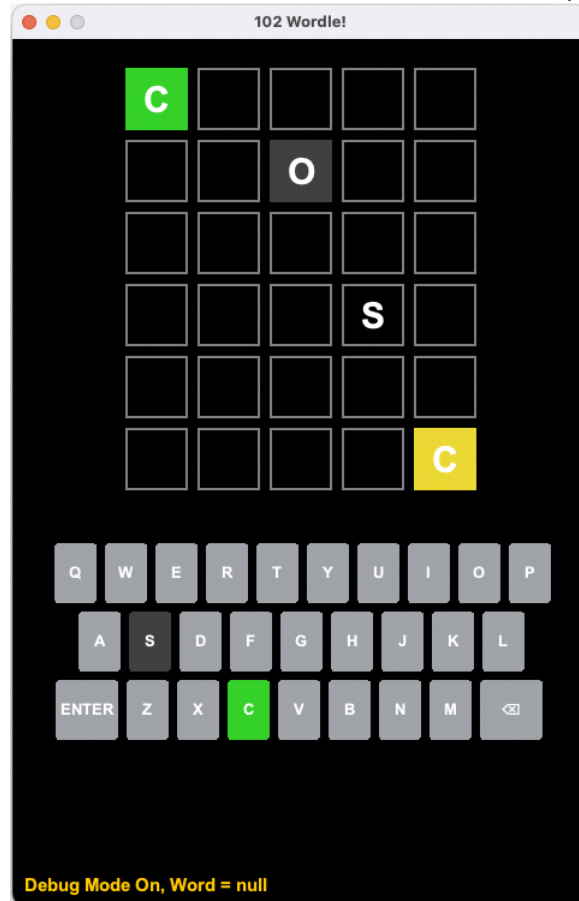 102 Wordle!
C
O
S
C
Q W E R T Y U I O P
A S D F G H J K L
ENTER Z X C V B N M ⌫
Debug Mode On, Word = null